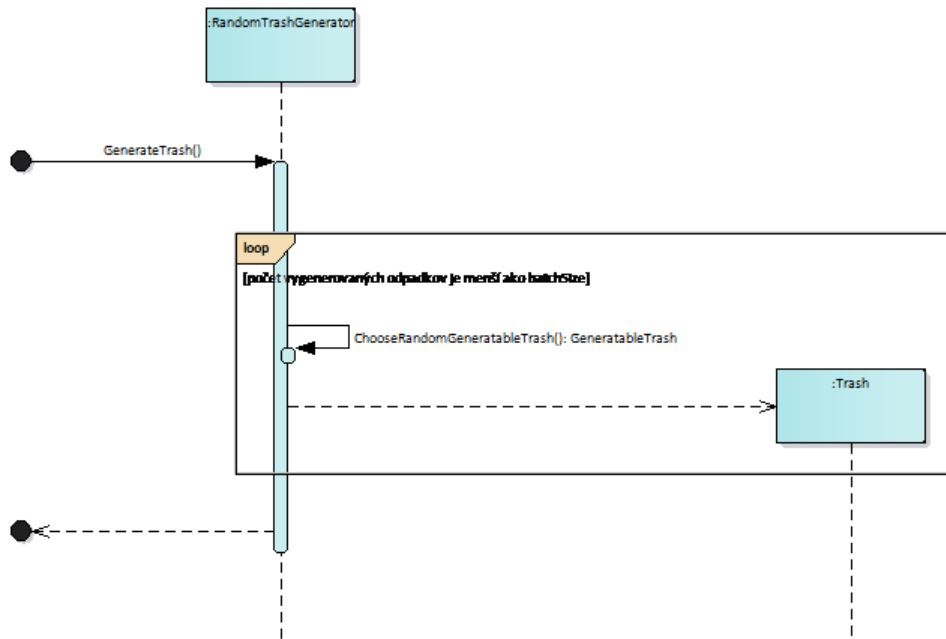 :RandomTrashGenerator
GenerateTrash()
loop
[počet vygenerovaných odpadkov je menší ako batchSize]
ChooseRandomGeneratableTrash(): GeneratableTrash
:Trash